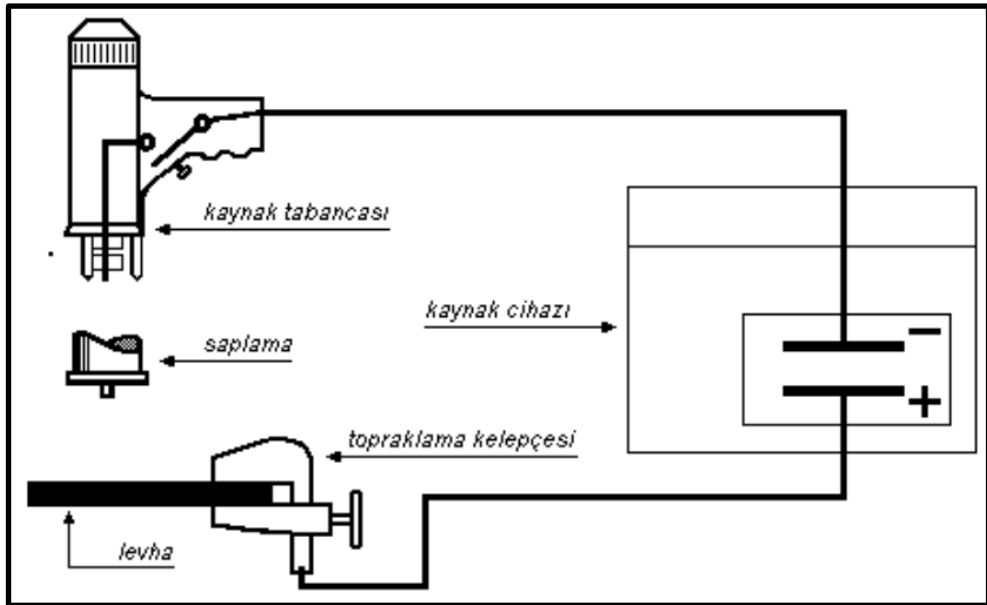 kaynak tabancası
kaynak cihazı
saplama
topraklama kelepçesi
levha
−
+